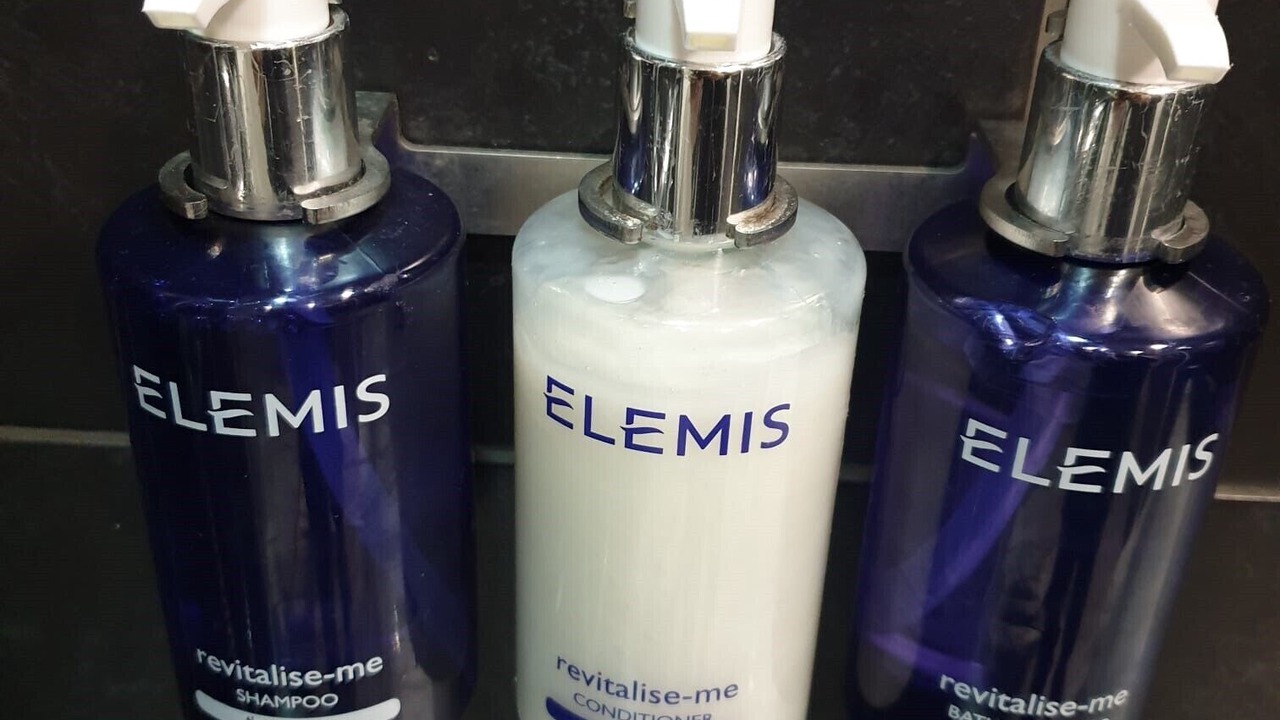 ELEMIS
revitalise-me
SHAMPOO
ELEMIS
revitalise-me
CONDITIONER
ELEMIS
revitalise-me